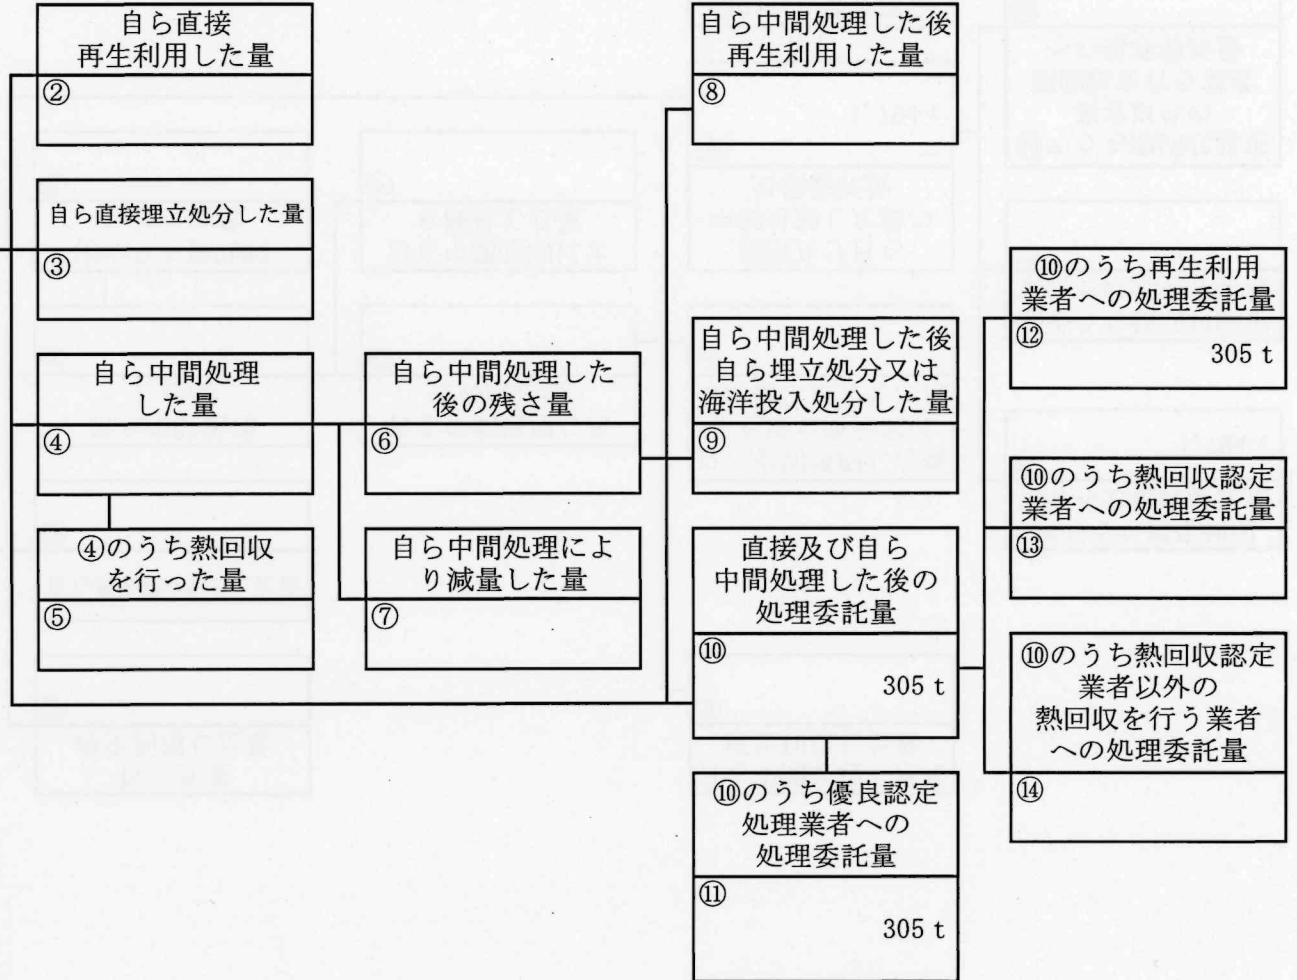 自ら直接
再生利用した量
②
自ら直接埋立処分した量
③
自ら中間処理
した量
④
④のうち熱回収
を行った量
⑤
自ら中間処理した
後の残さ量
⑥
自ら中間処理によ
り減量した量
⑦
自ら中間処理した後
再生利用した量
⑧
自ら中間処理した後
自ら埋立処分又は
海洋投入処分した量
⑨
直接及び自ら
中間処理した後の
処理委託量
⑩
305 t
⑩のうち優良認定
処理業者への
処理委託量
⑪
305 t
⑩のうち再生利用
業者への処理委託量
⑫
305 t
⑩のうち熱回収認定
業者への処理委託量
⑬
⑩のうち熱回収認定
業者以外の
熱回収を行う業者
への処理委託量
⑭